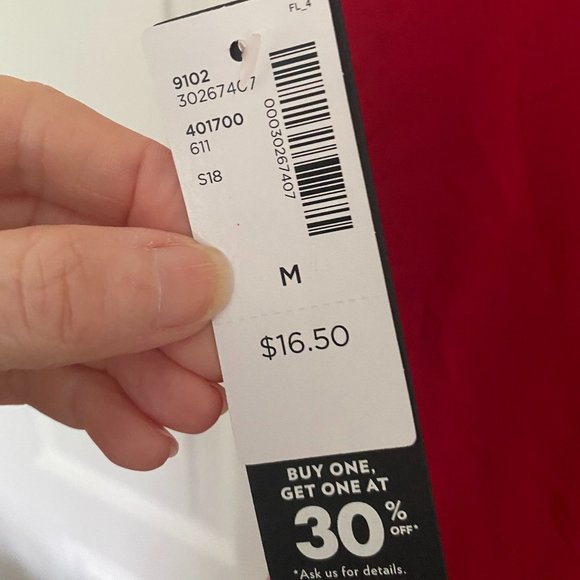 FL_4
9102
30267407
401700
611
S18
00030267407
M
$16.50
BUY ONE,
GET ONE AT
30%
OFF*
*Ask us for details.